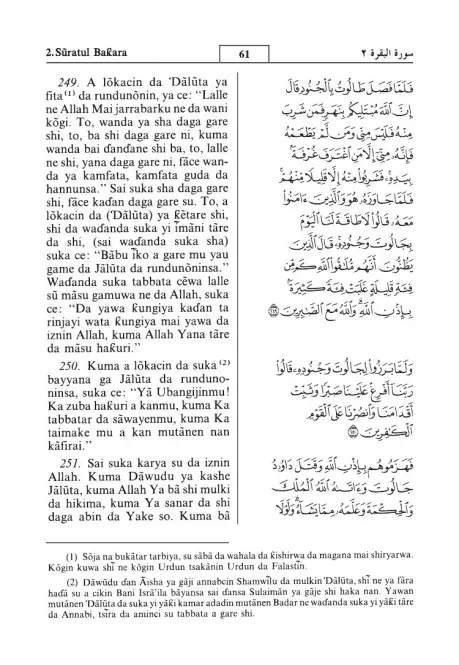 2. Sūratul Baƙara
61
سورة البقرة ٢
249. A lōkacin da 'Dālūta ya
fita⁽¹⁾ da rundunōnin, ya ce: "Lalle
ne Allah Mai jarrabarku ne da wani
kōgi. To, wanda ya sha daga gare
shi, to, ba shi daga gare ni, kuma
wanda bai ɗanɗane shi ba, to, lalle
ne shi, yana daga gare ni, fāce wan-
da ya kamfata, kamfata guda da
hannunsa." Sai suka sha daga gare
shi, fāce kaɗan daga gare su. To, a
lōkacin da ('Dālūta) ya ƙētare shi,
shi da waɗanda suka yi īmāni tāre
da shi, (sai waɗanda suka sha)
suka ce: "Bābu īko a gare mu yau
game da Jālūta da rundunōninsa."
Waɗanda suka tabbata cēwa lalle
sū māsu gamuwa ne da Allah, suka
ce: "Da yawa ƙungiya kaɗan ta
rinjayi wata ƙungiya mai yawa da
iznin Allah, kuma Allah Yana tāre
da māsu haƙuri."
250. Kuma a lōkacin da suka⁽²⁾
bayyana ga Jālūta da runduno-
ninsa, suka ce: "Yā Ubangijinmu!
Ka zuba haƙuri a kanmu, kuma Ka
tabbatar da sāwayenmu, kuma Ka
taimake mu a kan mutānen nan
kāfirai."
251. Sai suka karya su da iznin
Allah. Kuma Dāwudu ya kashe
Jālūta, kuma Allah Ya bā shi mulki
da hikima, kuma Ya sanar da shi
daga abin da Yake so. Kuma bā
فَلَمَّا فَصَلَ طَالُوتُ بِالْجُنُودِ قَالَ
إِنَّ اللَّهَ مُبْتَلِيكُم بِنَهَرٍ فَمَن شَرِبَ
مِنْهُ فَلَيْسَ مِنِّي وَمَن لَّمْ يَطْعَمْهُ
فَإِنَّهُ مِنِّي إِلَّا مَنِ اغْتَرَفَ غُرْفَةً
بِيَدِهِ فَشَرِبُوا مِنْهُ إِلَّا قَلِيلًا مِّنْهُمْ
فَلَمَّا جَاوَزَهُ هُوَ وَالَّذِينَ ءَامَنُوا
مَعَهُ قَالُوا لَا طَاقَةَ لَنَا الْيَوْمَ
بِجَالُوتَ وَجُنُودِهِ قَالَ الَّذِينَ
يَظُنُّونَ أَنَّهُم مُّلَاقُوا اللَّهِ كَم مِّن
فِئَةٍ قَلِيلَةٍ غَلَبَتْ فِئَةً كَثِيرَةً
بِإِذْنِ اللَّهِ وَاللَّهُ مَعَ الصَّابِرِينَ ۝٢٤٩
وَلَمَّا بَرَزُوا لِجَالُوتَ وَجُنُودِهِ قَالُوا
رَبَّنَا أَفْرِغْ عَلَيْنَا صَبْرًا وَثَبِّتْ
أَقْدَامَنَا وَانصُرْنَا عَلَى الْقَوْمِ
الْكَافِرِينَ ۝٢٥٠
فَهَزَمُوهُم بِإِذْنِ اللَّهِ وَقَتَلَ دَاوُدُ
جَالُوتَ وَءَاتَاهُ اللَّهُ الْمُلْكَ
وَالْحِكْمَةَ وَعَلَّمَهُ مِمَّا يَشَاءُ وَلَوْلَا
(1) Sōja na bukātar tarbiya, su sābā da wahala da ƙishirwa da magana mai shiryarwa.
Kōgin kuwa shī ne kōgin Urdun tsakānin Urdun da Falastīn.
(2) Dāwūdu ɗan Āisha ya gāji annabcin Shamwīlu da mulkin 'Dālūta, shī ne ya fāra
haɗā su a cikin Bani Isrā'ila bāyansa sai ɗansa Sulaimān ya gāje shi haka nan. Yawan
mutānen 'Dālūta da suka yi yāƙi kamar adadin mutānen Badar ne waɗanda suka yi yāƙi tāre
da Annabi, tsīra da aminci su tabbata a gare shi.